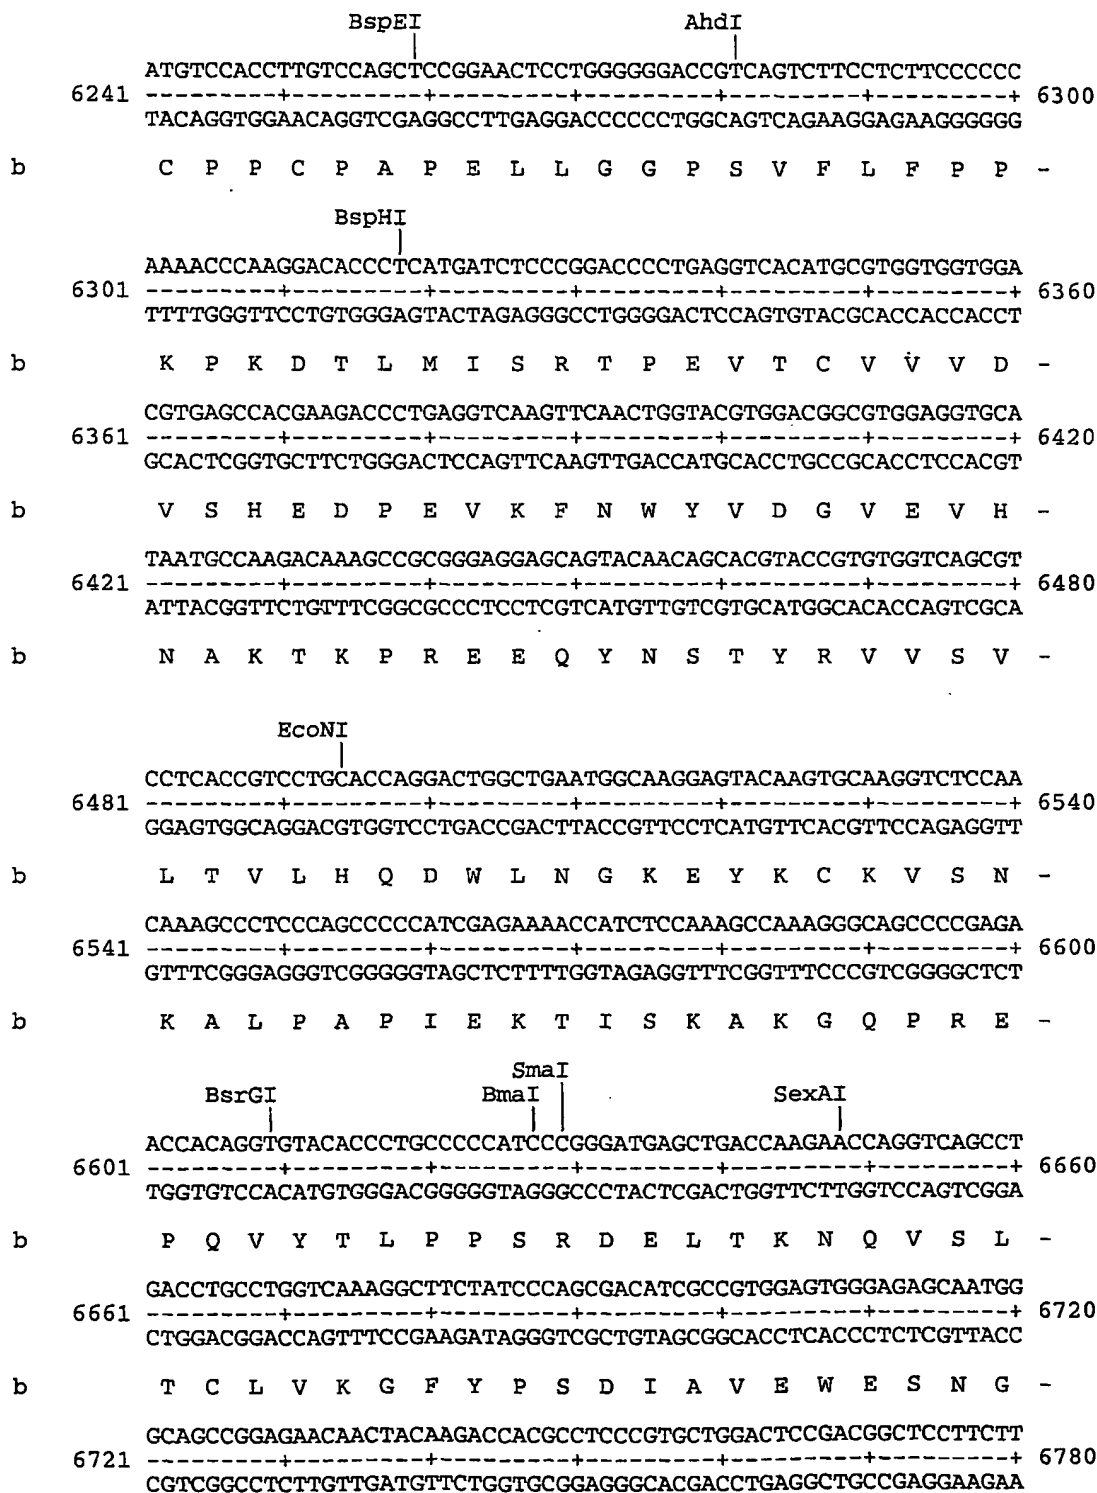 BspEI AhdI
ATGTCCACCTTGTCCAGCTCCGGAACTCCTGGGGGGACCGTCAGTCTTCCTCTTCCCCCC
6241 ---------+---------+---------+---------+---------+---------+ 6300
TACAGGTGGAACAGGTCGAGGCCTTGAGGACCCCCCTGGCAGTCAGAAGGAGAAGGGGGG
b C P P C P A P E L L G G P S V F L F P P -
BspHI
AAAACCCAAGGACACCCTCATGATCTCCCGGACCCCTGAGGTCACATGCGTGGTGGTGGA
6301 ---------+---------+---------+---------+---------+---------+ 6360
TTTTGGGTTCCTGTGGGAGTACTAGAGGGCCTGGGGACTCCAGTGTACGCACCACCACCT
b K P K D T L M I S R T P E V T C V V V D -
CGTGAGCCACGAAGACCCTGAGGTCAAGTTCAACTGGTACGTGGACGGCGTGGAGGTGCA
6361 ---------+---------+---------+---------+---------+---------+ 6420
GCACTCGGTGCTTCTGGGACTCCAGTTCAAGTTGACCATGCACCTGCCGCACCTCCACGT
b V S H E D P E V K F N W Y V D G V E V H -
TAATGCCAAGACAAAGCCGCGGGAGGAGCAGTACAACAGCACGTACCGTGTGGTCAGCGT
6421 ---------+---------+---------+---------+---------+---------+ 6480
ATTACGGTTCTGTTTCGGCGCCCTCCTCGTCATGTTGTCGTGCATGGCACACCAGTCGCA
b N A K T K P R E E Q Y N S T Y R V V S V -
EcoNI
CCTCACCGTCCTGCACCAGGACTGGCTGAATGGCAAGGAGTACAAGTGCAAGGTCTCCAA
6481 ---------+---------+---------+---------+---------+---------+ 6540
GGAGTGGCAGGACGTGGTCCTGACCGACTTACCGTTCCTCATGTTCACGTTCCAGAGGTT
b L T V L H Q D W L N G K E Y K C K V S N -
CAAAGCCCTCCCAGCCCCCATCGAGAAAACCATCTCCAAAGCCAAAGGGCAGCCCCGAGA
6541 ---------+---------+---------+---------+---------+---------+ 6600
GTTTCGGGAGGGTCGGGGGTAGCTCTTTTGGTAGAGGTTTCGGTTTCCCGTCGGGGCTCT
b K A L P A P I E K T I S K A K G Q P R E -
SmaI
BsrGI BmaI SexAI
ACCACAGGTGTACACCCTGCCCCCATCCCGGGATGAGCTGACCAAGAACCAGGTCAGCCT
6601 ---------+---------+---------+---------+---------+---------+ 6660
TGGTGTCCACATGTGGGACGGGGGTAGGGCCCTACTCGACTGGTTCTTGGTCCAGTCGGA
b P Q V Y T L P P S R D E L T K N Q V S L -
GACCTGCCTGGTCAAAGGCTTCTATCCCAGCGACATCGCCGTGGAGTGGGAGAGCAATGG
6661 ---------+---------+---------+---------+---------+---------+ 6720
CTGGACGGACCAGTTTCCGAAGATAGGGTCGCTGTAGCGGCACCTCACCCTCTCGTTACC
b T C L V K G F Y P S D I A V E W E S N G -
GCAGCCGGAGAACAACTACAAGACCACGCCTCCCGTGCTGGACTCCGACGGCTCCTTCTT
6721 ---------+---------+---------+---------+---------+---------+ 6780
CGTCGGCCTCTTGTTGATGTTCTGGTGCGGAGGGCACGACCTGAGGCTGCCGAGGAAGAA